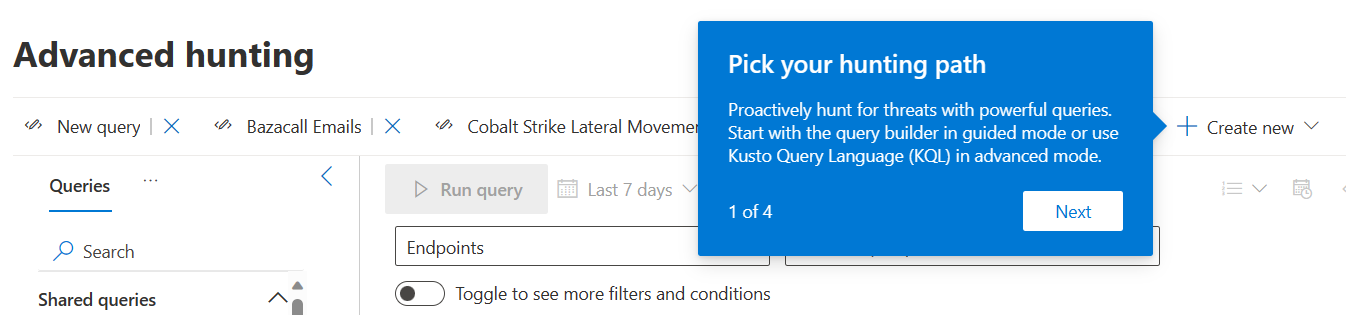 Advanced hunting
New query
Bazacall Emails
Cobalt Strike Lateral
Create new
Pick your hunting path
Proactively hunt for threats with powerful queries.
Start with the query builder in guided mode or use
Kusto Query Language (KQL) in advanced mode.
1 of 4
Next
Queries
...
Run query
Last 7 days
Search
Endpoints
Shared queries
Toggle to see more filters and conditions